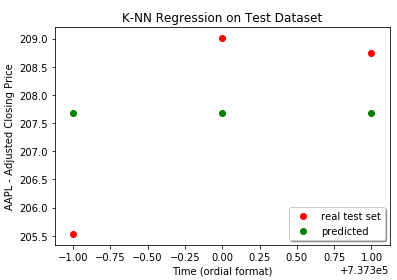 K-NN Regression on Test Dataset
AAPL - Adjusted Closing Price
209.0
208.5
208.0
207.5
207.0
206.5
206.0
205.5
real test set
predicted
−1.00 −0.75 −0.50 −0.25 0.00 0.25 0.50 0.75 1.00
+7.373e5
Time (ordial format)